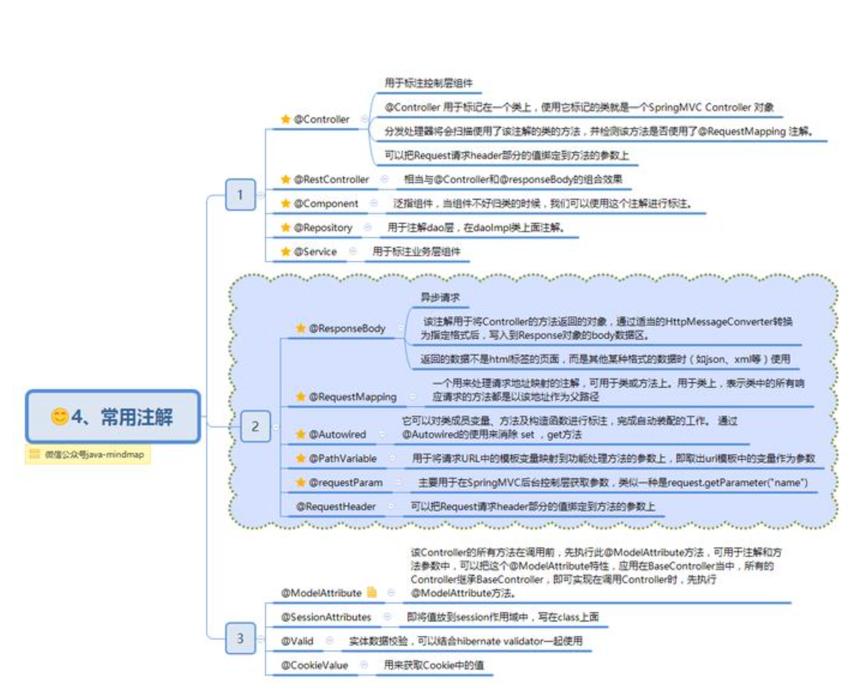 4、常用注解
微信公众号java-mindmap
1
@Controller
用于标注控制层组件
@Controller 用于标记在一个类上，使用它标记的类就是一个SpringMVC Controller 对象
分发处理器将会扫描使用了该注解的类的方法，并检测该方法是否使用了@RequestMapping 注解。
可以把Request请求header部分的值绑定到方法的参数上
@RestController
相当与@Controller和@responseBody的组合效果
@Component
泛指组件，当组件不好归类的时候，我们可以使用这个注解进行标注。
@Repository
用于注解dao层，在daoImpl类上面注解。
@Service
用于标注业务层组件
2
@ResponseBody
异步请求
该注解用于将Controller的方法返回的对象，通过适当的HttpMessageConverter转换
为指定格式后，写入到Response对象的body数据区。
返回的数据不是html标签的页面，而是其他某种格式的数据时（如json、xml等）使用
@RequestMapping
一个用来处理请求地址映射的注解，可用于类或方法上。用于类上，表示类中的所有响
应请求的方法都是以该地址作为父路径
@Autowired
它可以对类成员变量、方法及构造函数进行标注，完成自动装配的工作。 通过
@Autowired的使用来消除 set ，get方法
@PathVariable
用于将请求URL中的模板变量映射到功能处理方法的参数上，即取出uri模板中的变量作为参数
@requestParam
主要用于在SpringMVC后台控制层获取参数，类似一种是request.getParameter("name")
@RequestHeader
可以把Request请求header部分的值绑定到方法的参数上
3
@ModelAttribute
该Controller的所有方法在调用前，先执行此@ModelAttribute方法，可用于注解和方
法参数中，可以把这个@ModelAttribute特性，应用在BaseController当中，所有的
Controller继承BaseController，即可实现在调用Controller时，先执行
@ModelAttribute方法。
@SessionAttributes
即将值放到session作用域中，写在class上面
@Valid
实体数据校验，可以结合hibernate validator一起使用
@CookieValue
用来获取Cookie中的值